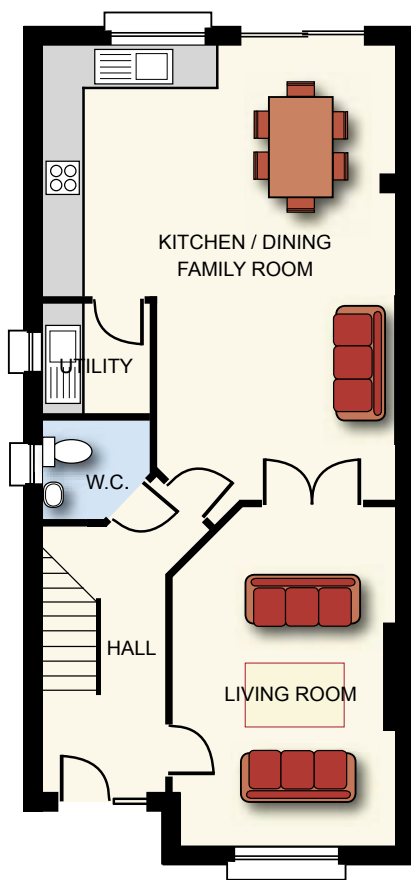 KITCHEN / DINING
FAMILY ROOM
UTILITY
W.C.
HALL
LIVING ROOM